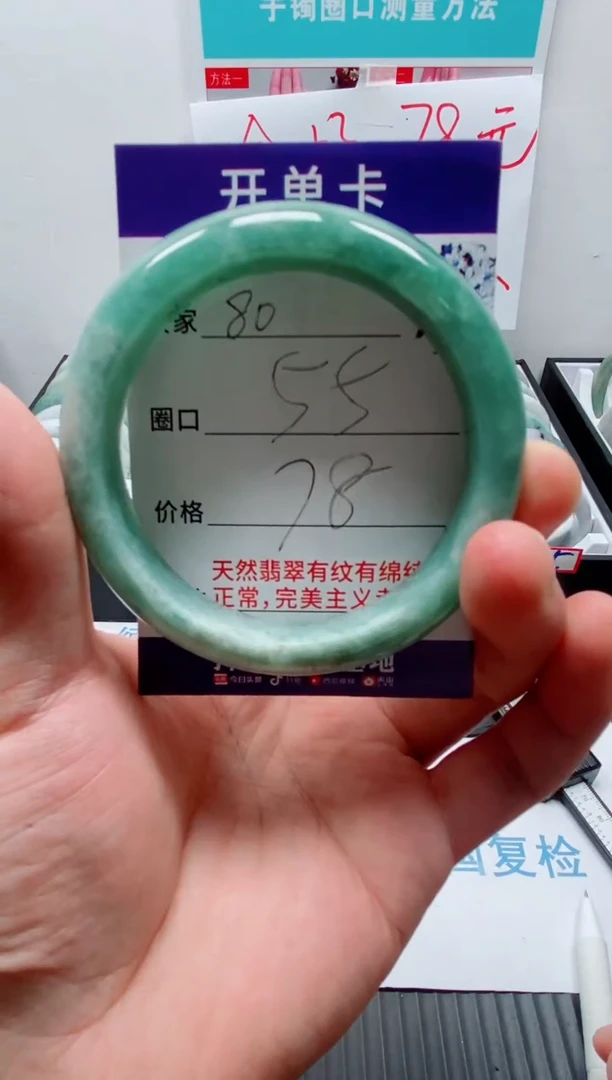 手镯圈口测量方法
方法一
二
78元
开单卡
家 80
圈口 55
价格 78
天然翡翠有纹有绵
正常,完美主义
地
今日头条
复检